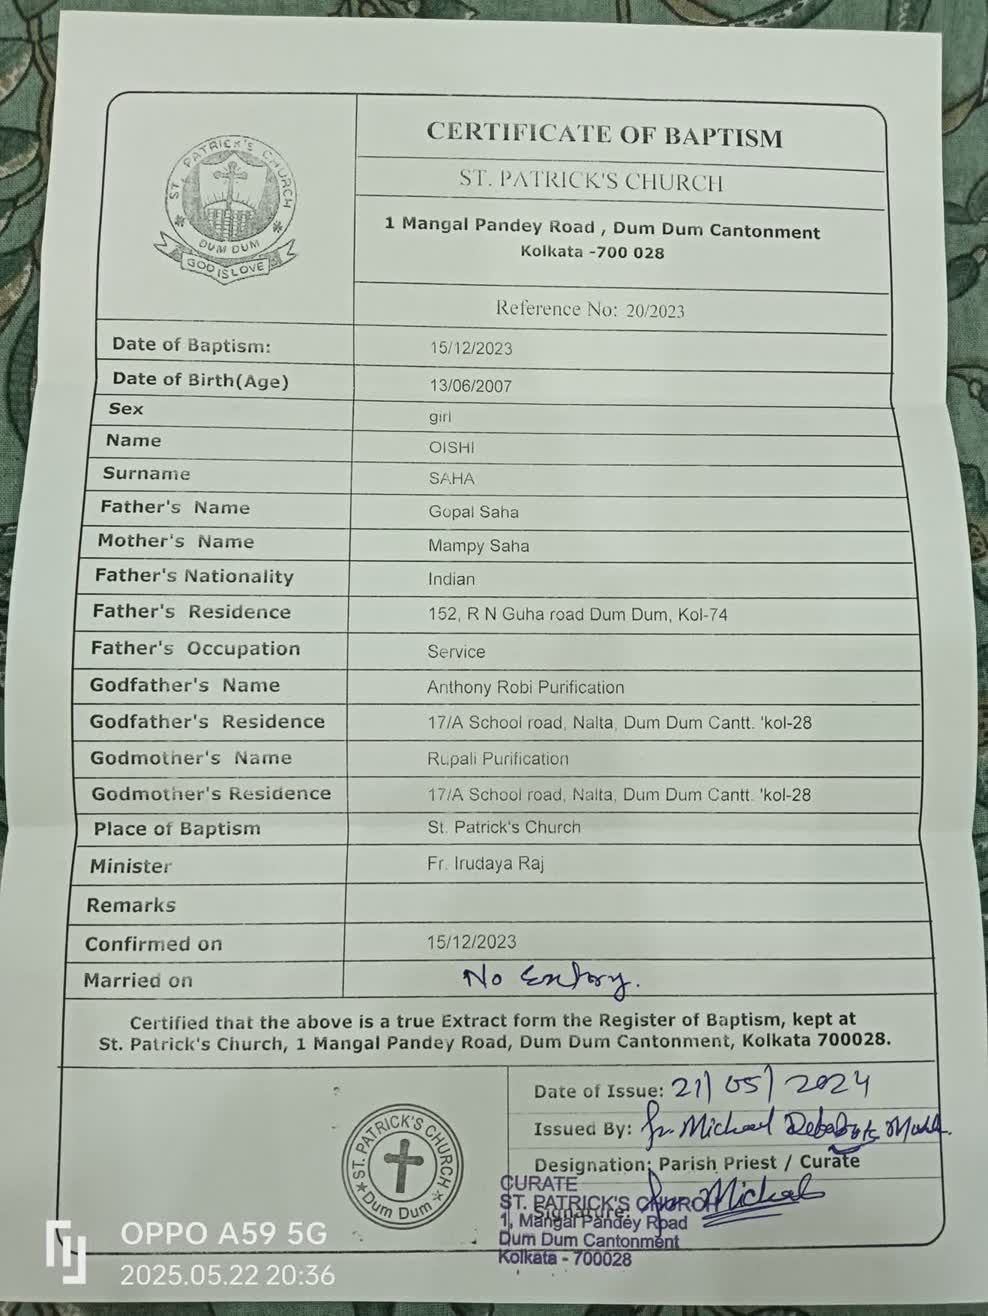 ST. PATRICK'S CHURCH
DUM DUM
GOD IS LOVE
CERTIFICATE OF BAPTISM
ST. PATRICK'S CHURCH
1 Mangal Pandey Road , Dum Dum Cantonment
Kolkata -700 028
Reference No: 20/2023
Date of Baptism: 15/12/2023
Date of Birth(Age) 13/06/2007
Sex girl
Name OISHI
Surname SAHA
Father's Name Gopal Saha
Mother's Name Mampy Saha
Father's Nationality Indian
Father's Residence 152, R N Guha road Dum Dum, Kol-74
Father's Occupation Service
Godfather's Name Anthony Robi Purification
Godfather's Residence 17/A School road, Nalta, Dum Dum Cantt. 'kol-28
Godmother's Name Rupali Purification
Godmother's Residence 17/A School road, Nalta, Dum Dum Cantt. 'kol-28
Place of Baptism St. Patrick's Church
Minister Fr. Irudaya Raj
Remarks
Confirmed on 15/12/2023
Married on No Entry.
Certified that the above is a true Extract form the Register of Baptism, kept at
St. Patrick's Church, 1 Mangal Pandey Road, Dum Dum Cantonment, Kolkata 700028.
Date of Issue: 21/05/2024
Issued By: Fr. Michael
Designation: Parish Priest / Curate
Signature: Fr. Michael
ST. PATRICK'S CHURCH
Dum Dum
CURATE
ST. PATRICK'S CHURCH
1, Mangal Pandey Road
Dum Dum Cantonment
Kolkata - 700028
OPPO A59 5G
2025.05.22 20:36